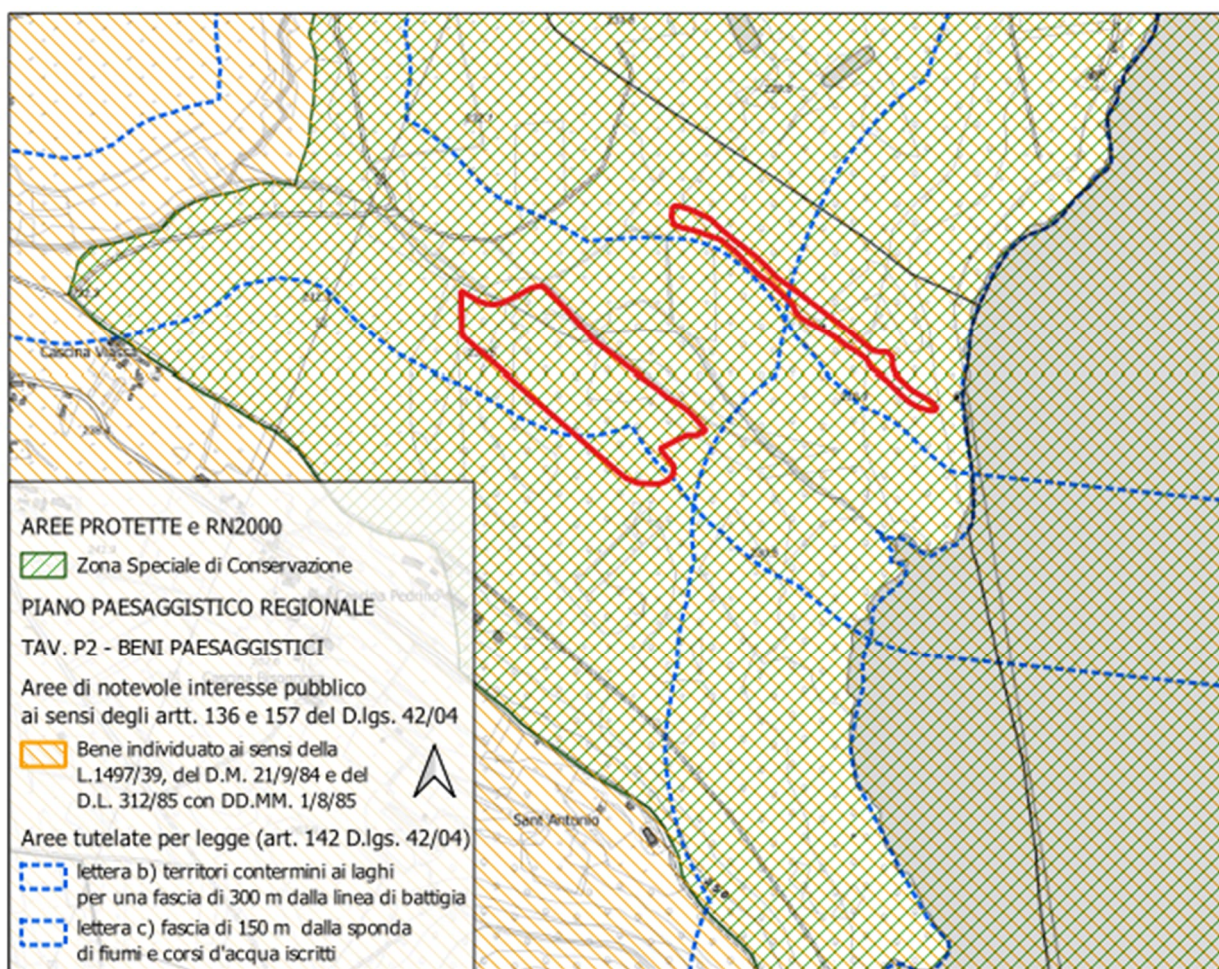 Cascina Viassa
Cascina Pedrino
Sant Antonio
AREE PROTETTE e RN2000
Zona Speciale di Conservazione
PIANO PAESAGGISTICO REGIONALE
TAV. P2 - BENI PAESAGGISTICI
Aree di notevole interesse pubblico
ai sensi degli artt. 136 e 157 del D.lgs. 42/04
Bene individuato ai sensi della
L.1497/39, del D.M. 21/9/84 e del
D.L. 312/85 con DD.MM. 1/8/85
Aree tutelate per legge (art. 142 D.lgs. 42/04)
lettera b) territori contermini ai laghi
per una fascia di 300 m dalla linea di battigia
lettera c) fascia di 150 m dalla sponda
di fiumi e corsi d'acqua iscritti